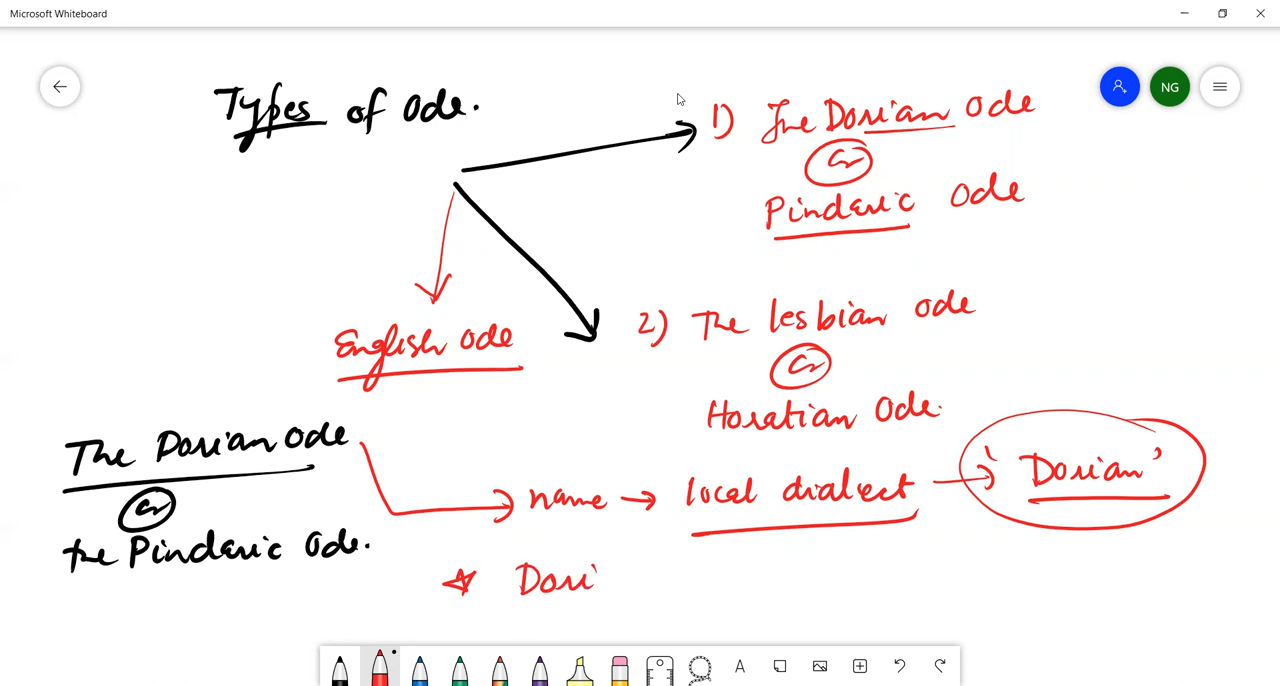 Microsoft Whiteboard
NG
Types of Ode.
1) The Dorian Ode
Or
Pindaric Ode
2) The lesbian Ode
Or
Horatian Ode.
English Ode
The Dorian Ode
Or
the Pindaric Ode.
name → local dialect → 'Dorian'
* Dori
A